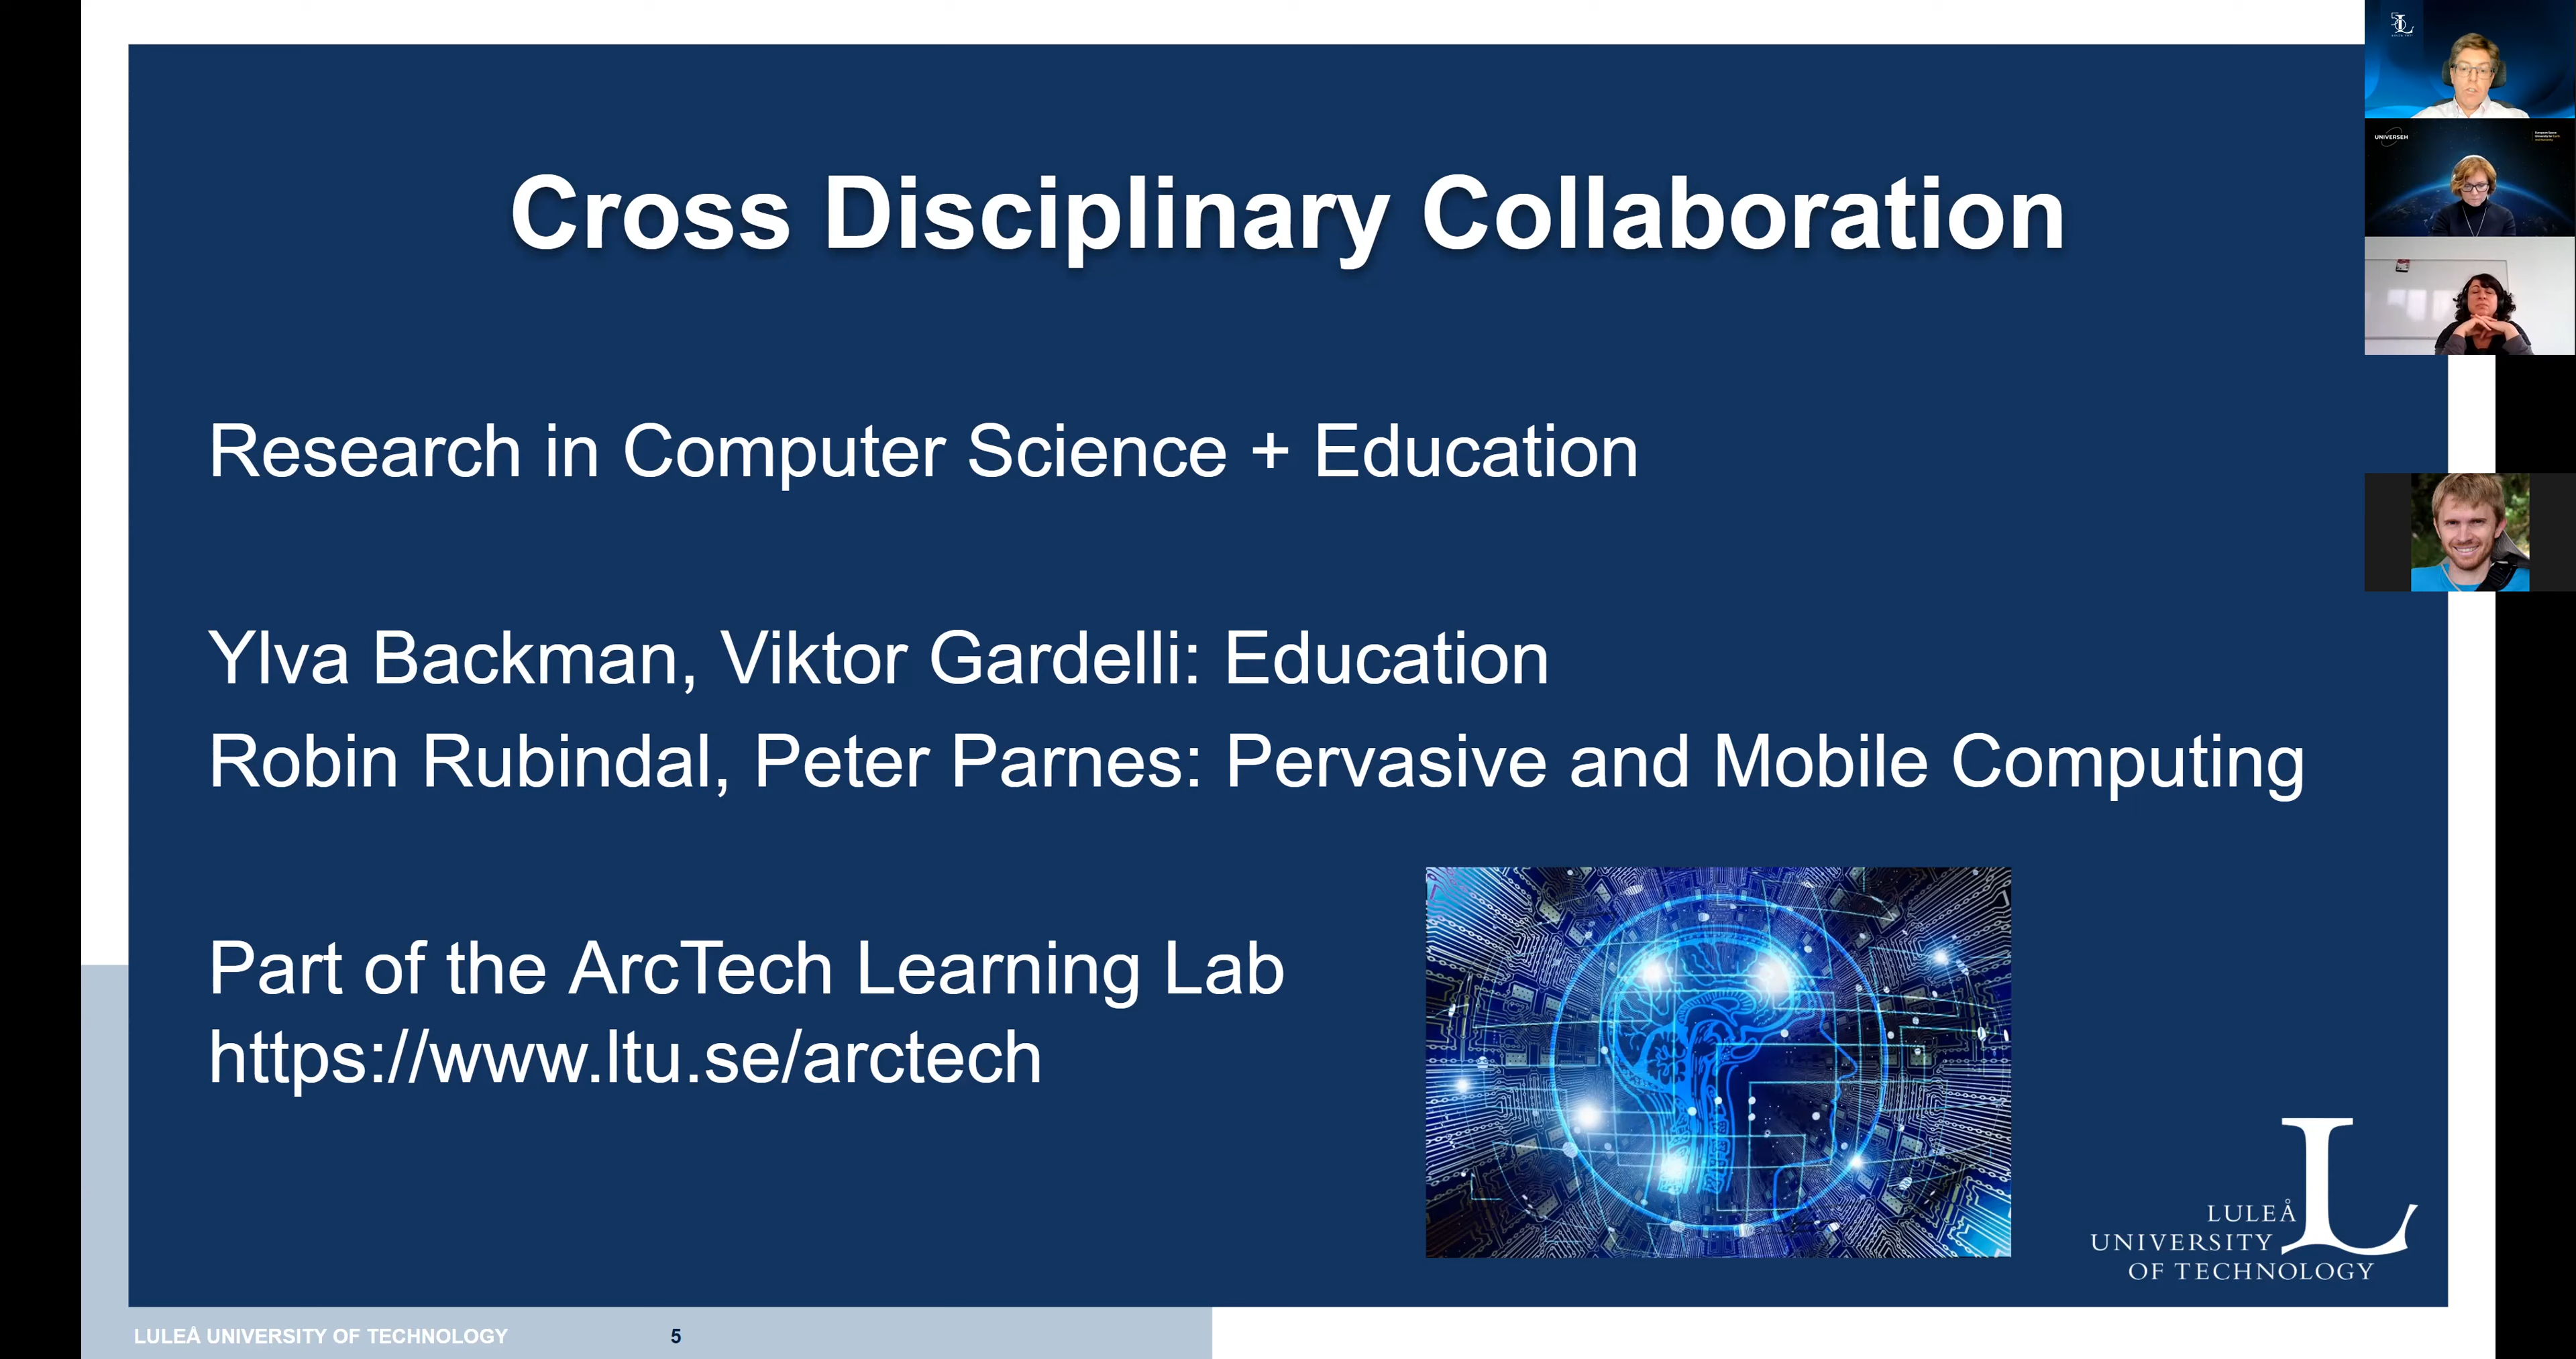 Cross Disciplinary Collaboration
Research in Computer Science + Education
Ylva Backman, Viktor Gardelli: Education
Robin Rubindal, Peter Parnes: Pervasive and Mobile Computing
Part of the ArcTech Learning Lab
https://www.ltu.se/arctech
LULEÅ
UNIVERSITY
OF TECHNOLOGY
L
LULEÅ UNIVERSITY OF TECHNOLOGY
5
UNIVERSEH